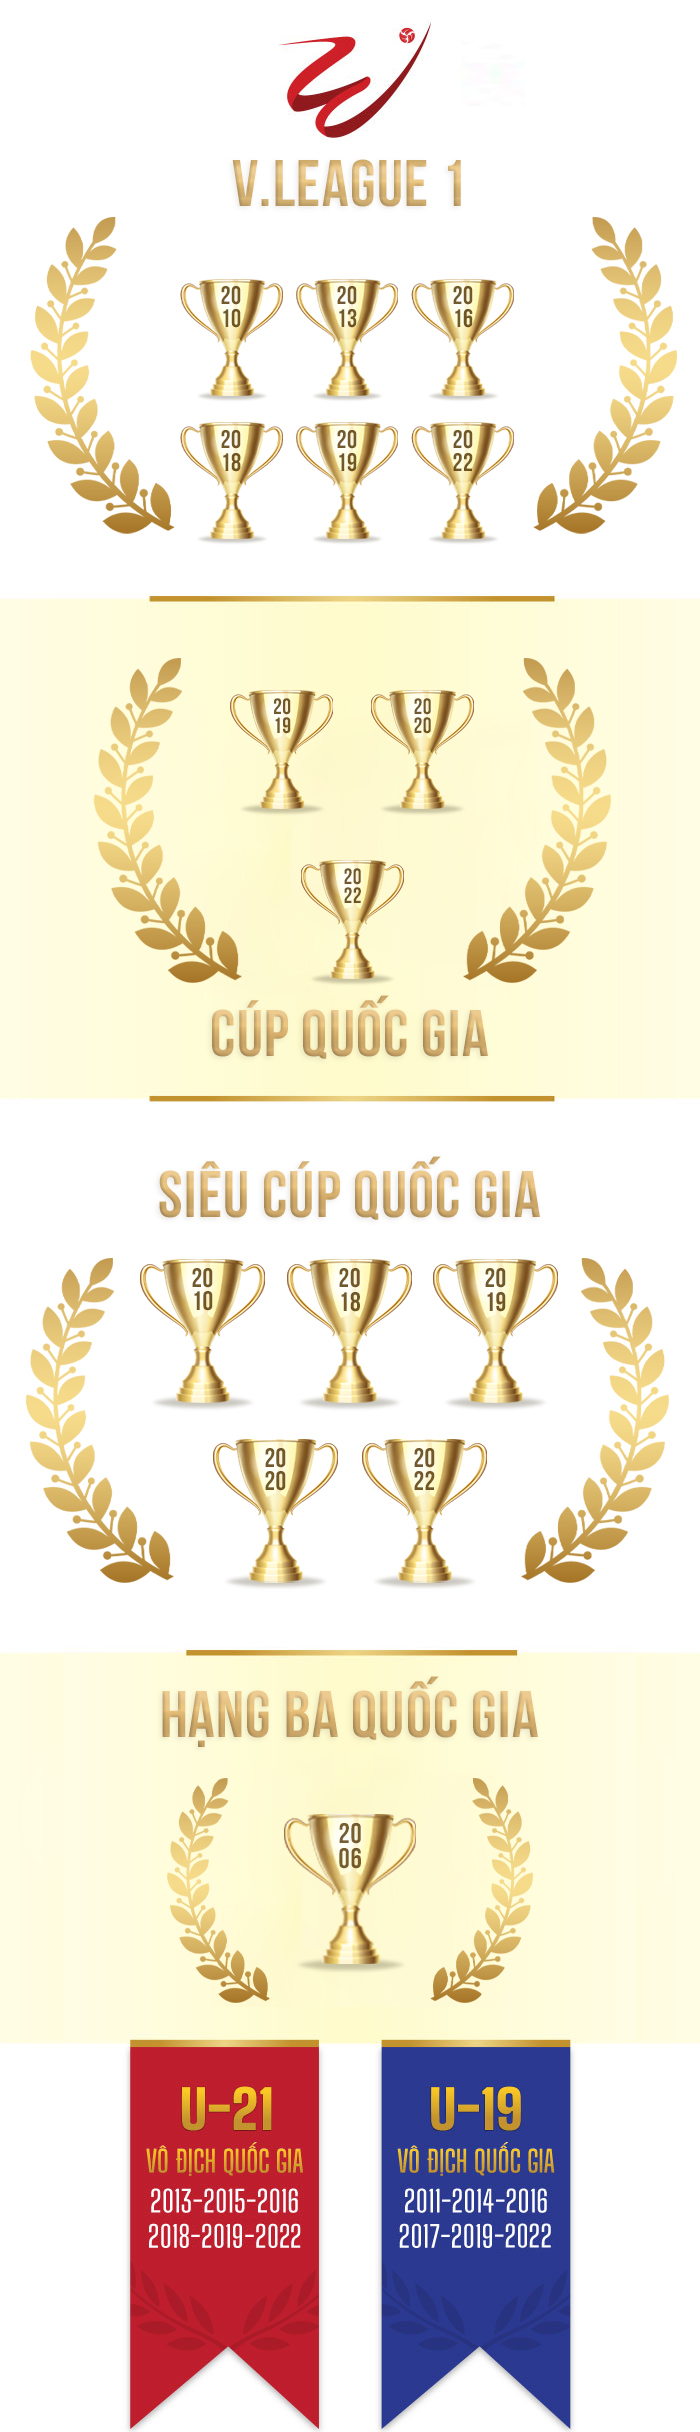 V.LEAGUE 1
20 20 20
10 13 16
20 20 20
18 19 22
20 20
19 20
20
22
CÚP QUỐC GIA
SIÊU CÚP QUỐC GIA
20 20 20
10 18 19
20 20
20 22
HẠNG BA QUỐC GIA
20
06
U-21
VÔ ĐỊCH QUỐC GIA
2013-2015-2016
2018-2019-2022
U-19
VÔ ĐỊCH QUỐC GIA
2011-2014-2016
2017-2019-2022